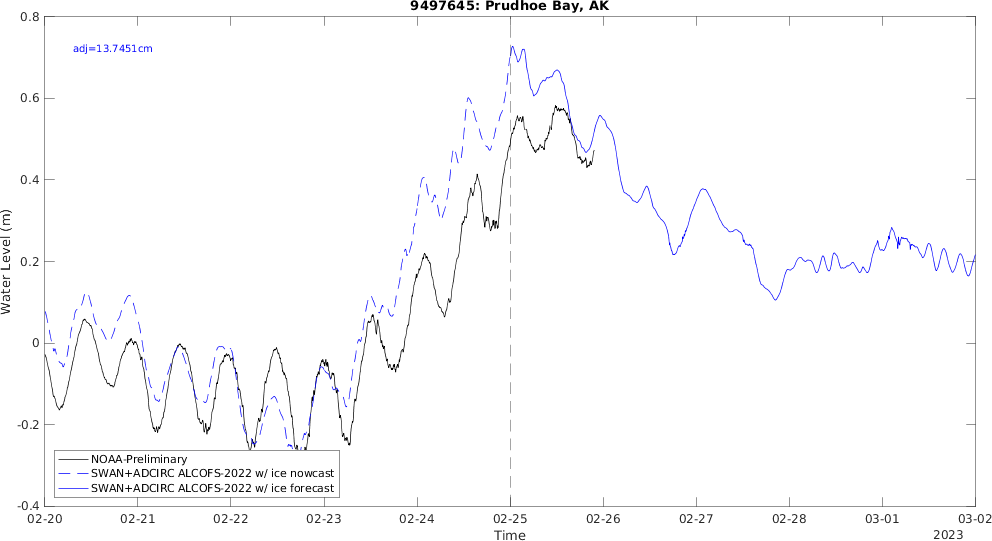 9497645: Prudhoe Bay, AK
adj=13.7451cm
0.8
0.6
0.4
0.2
0
-0.2
-0.4
Water Level (m)
NOAA-Preliminary
SWAN+ADCIRC ALCOFS-2022 w/ ice nowcast
SWAN+ADCIRC ALCOFS-2022 w/ ice forecast
02-20 02-21 02-22 02-23 02-24 02-25 02-26 02-27 02-28 03-01 03-02
Time
2023